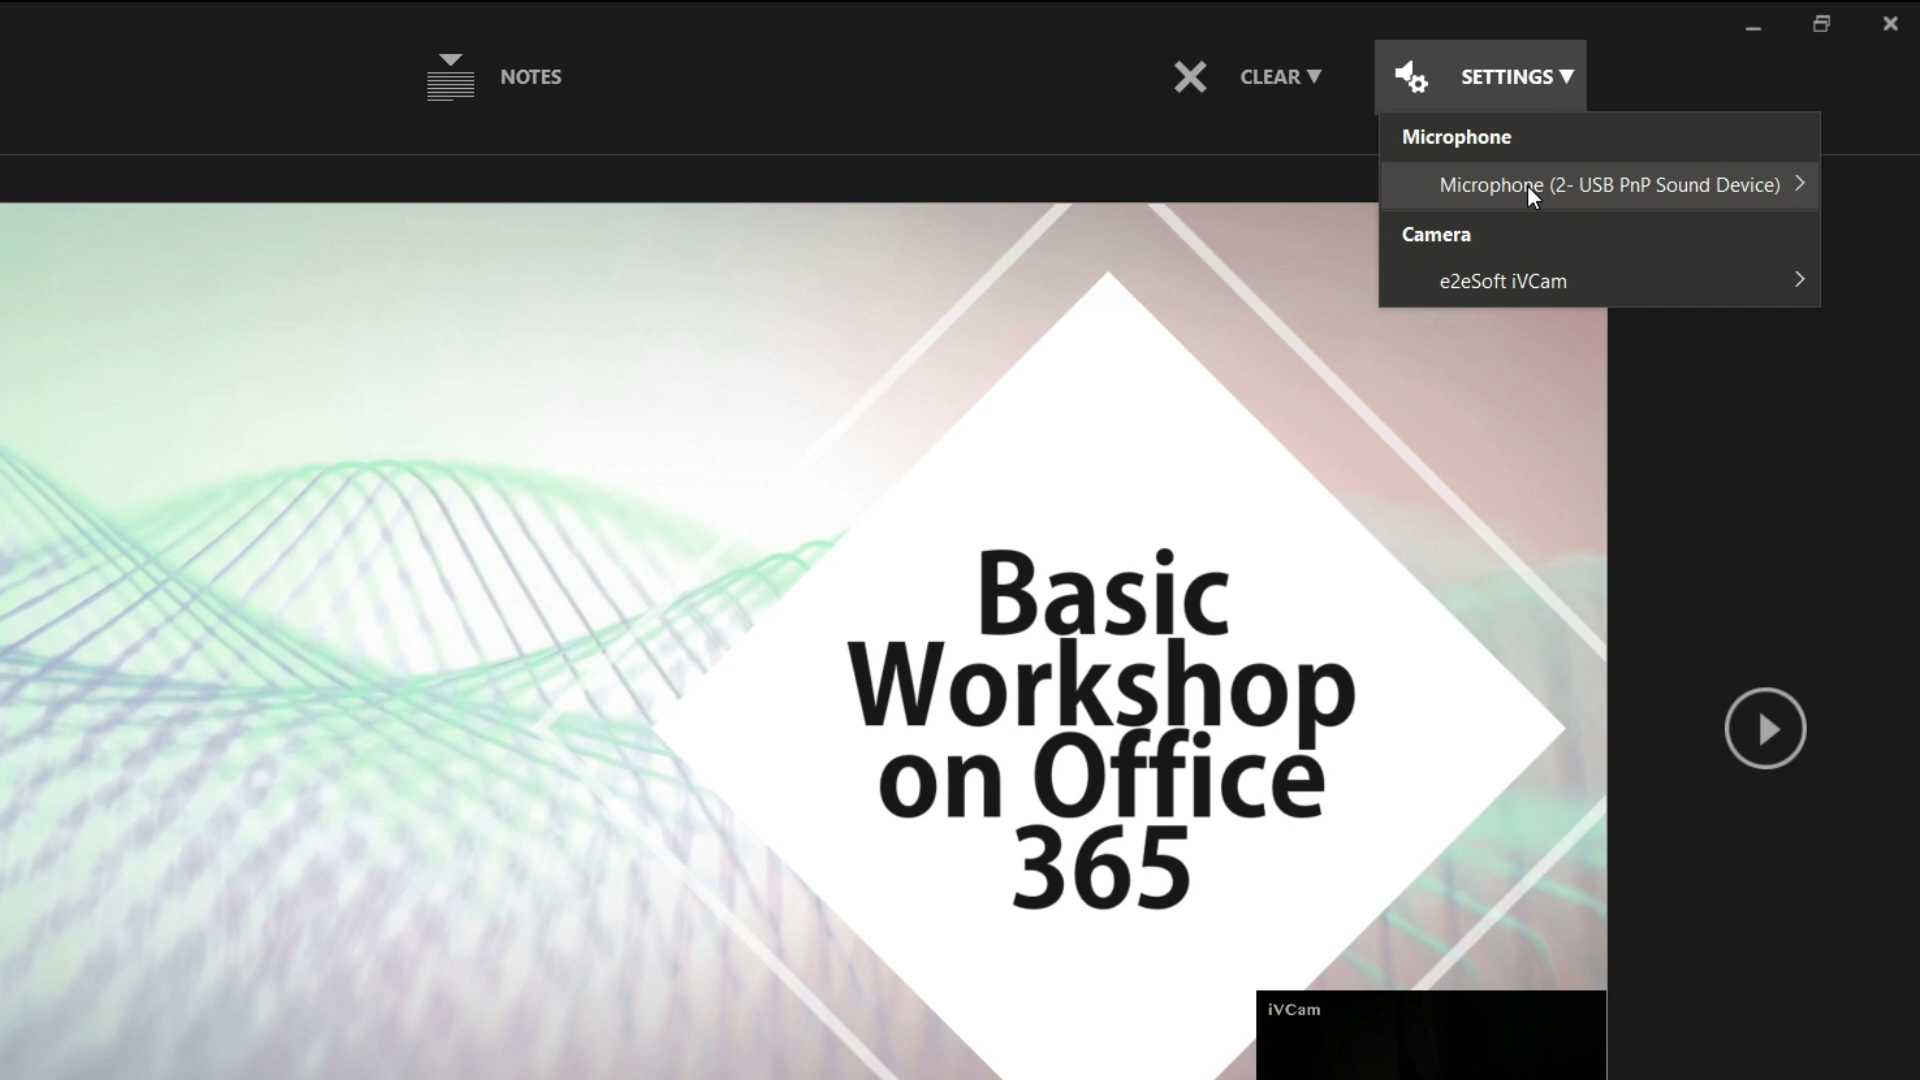 NOTES
CLEAR
SETTINGS
Microphone
Microphone (2- USB PnP Sound Device)
Camera
e2eSoft iVCam
Basic
Workshop
on Office
365
iVCam